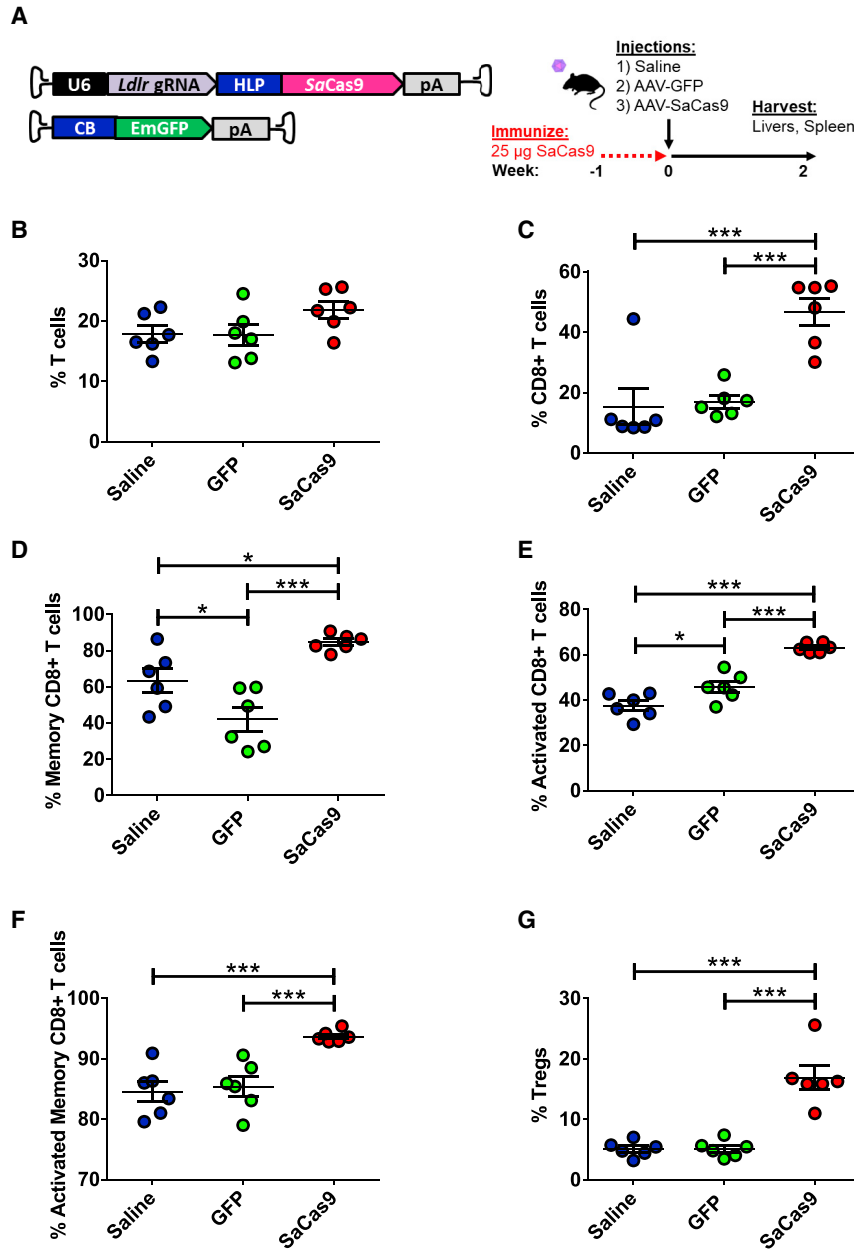 A
U6 Ldlr gRNA HLP SaCas9 pA
CB EmGFP pA
Injections:
1) Saline
2) AAV-GFP
3) AAV-SaCas9
Harvest:
Livers, Spleen
Immunize:
25 µg SaCas9
Week: -1 0 2
B
% T cells
30
20
10
0
Saline GFP SaCas9
C
% CD8+ T cells
60
40
20
0
***
***
Saline GFP SaCas9
D
% Memory CD8+ T cells
100
80
60
40
20
0
*
***
*
Saline GFP SaCas9
E
% Activated CD8+ T cells
80
60
40
20
0
***
***
*
Saline GFP SaCas9
F
% Activated Memory CD8+ T cells
100
90
80
70
***
***
Saline GFP SaCas9
G
% Tregs
30
20
10
0
***
***
Saline GFP SaCas9